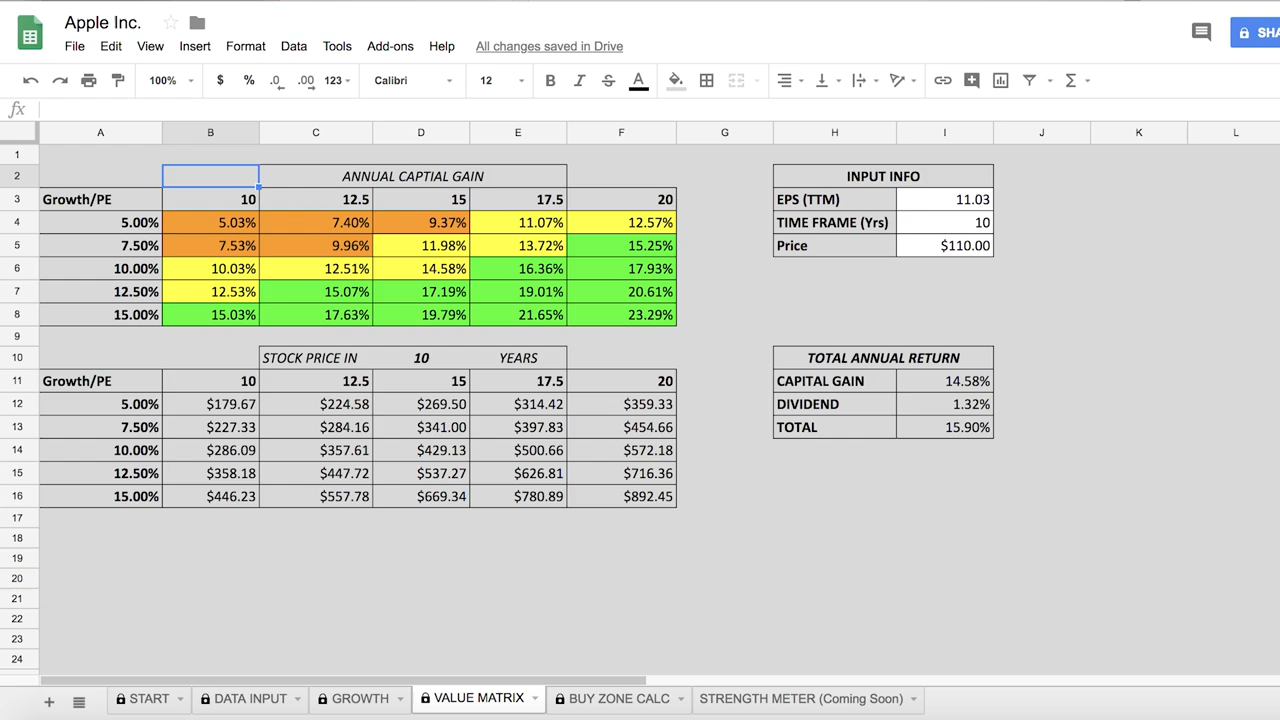 Apple Inc.
File Edit View Insert Format Data Tools Add-ons Help All changes saved in Drive
SHA
100% $ % .0 .00 123 Calibri 12 B I S A
fx
A B C D E F G H I J K L
1
2 ANNUAL CAPTIAL GAIN INPUT INFO
3 Growth/PE 10 12.5 15 17.5 20 EPS (TTM) 11.03
4 5.00% 5.03% 7.40% 9.37% 11.07% 12.57% TIME FRAME (Yrs) 10
5 7.50% 7.53% 9.96% 11.98% 13.72% 15.25% Price $110.00
6 10.00% 10.03% 12.51% 14.58% 16.36% 17.93%
7 12.50% 12.53% 15.07% 17.19% 19.01% 20.61%
8 15.00% 15.03% 17.63% 19.79% 21.65% 23.29%
9
10 STOCK PRICE IN 10 YEARS TOTAL ANNUAL RETURN
11 Growth/PE 10 12.5 15 17.5 20 CAPITAL GAIN 14.58%
12 5.00% $179.67 $224.58 $269.50 $314.42 $359.33 DIVIDEND 1.32%
13 7.50% $227.33 $284.16 $341.00 $397.83 $454.66 TOTAL 15.90%
14 10.00% $286.09 $357.61 $429.13 $500.66 $572.18
15 12.50% $358.18 $447.72 $537.27 $626.81 $716.36
16 15.00% $446.23 $557.78 $669.34 $780.89 $892.45
17
18
19
20
21
22
23
24
START DATA INPUT GROWTH VALUE MATRIX BUY ZONE CALC STRENGTH METER (Coming Soon)